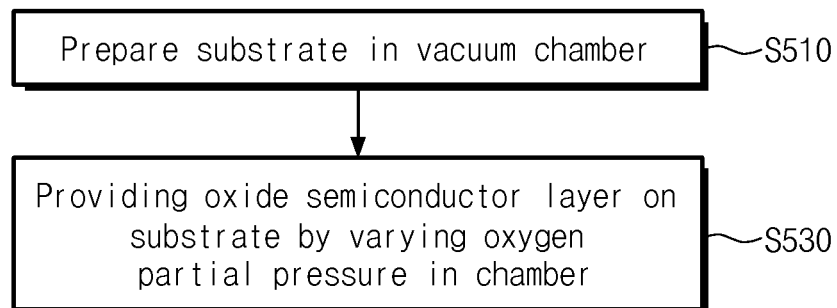 Prepare substrate in vacuum chamber
S510
Providing oxide semiconductor layer on
substrate by varying oxygen
partial pressure in chamber
S530